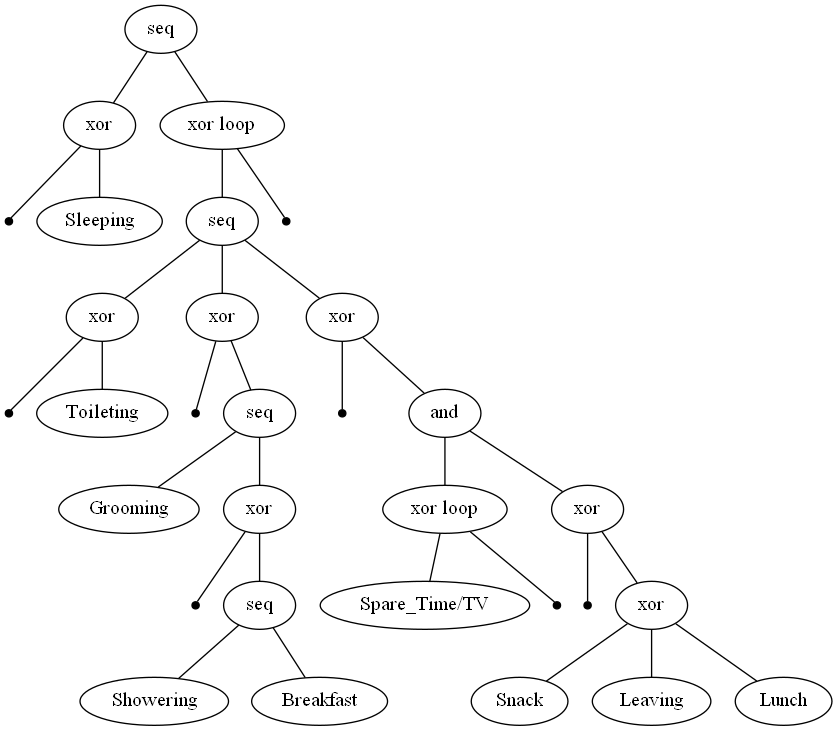 seq
xor
xor loop
Sleeping
seq
xor
xor
xor
Toileting
seq
and
Grooming
xor
xor loop
xor
seq
Spare_Time/TV
xor
Showering
Breakfast
Snack
Leaving
Lunch